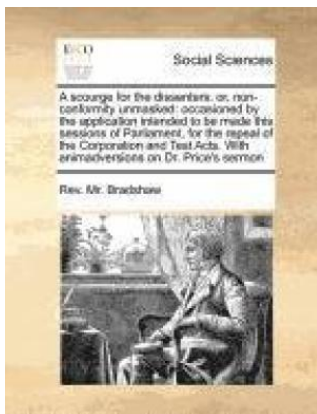 ECCO
Social Sciences
A scourge for the dissenters: or, non-
conformity unmasked: occasioned by
the application intended to be made this
sessions of Parliament, for the repeal of
the Corporation and Test Acts. With
animadversions on Dr. Price's sermon
Rev. Mr. Bradshaw